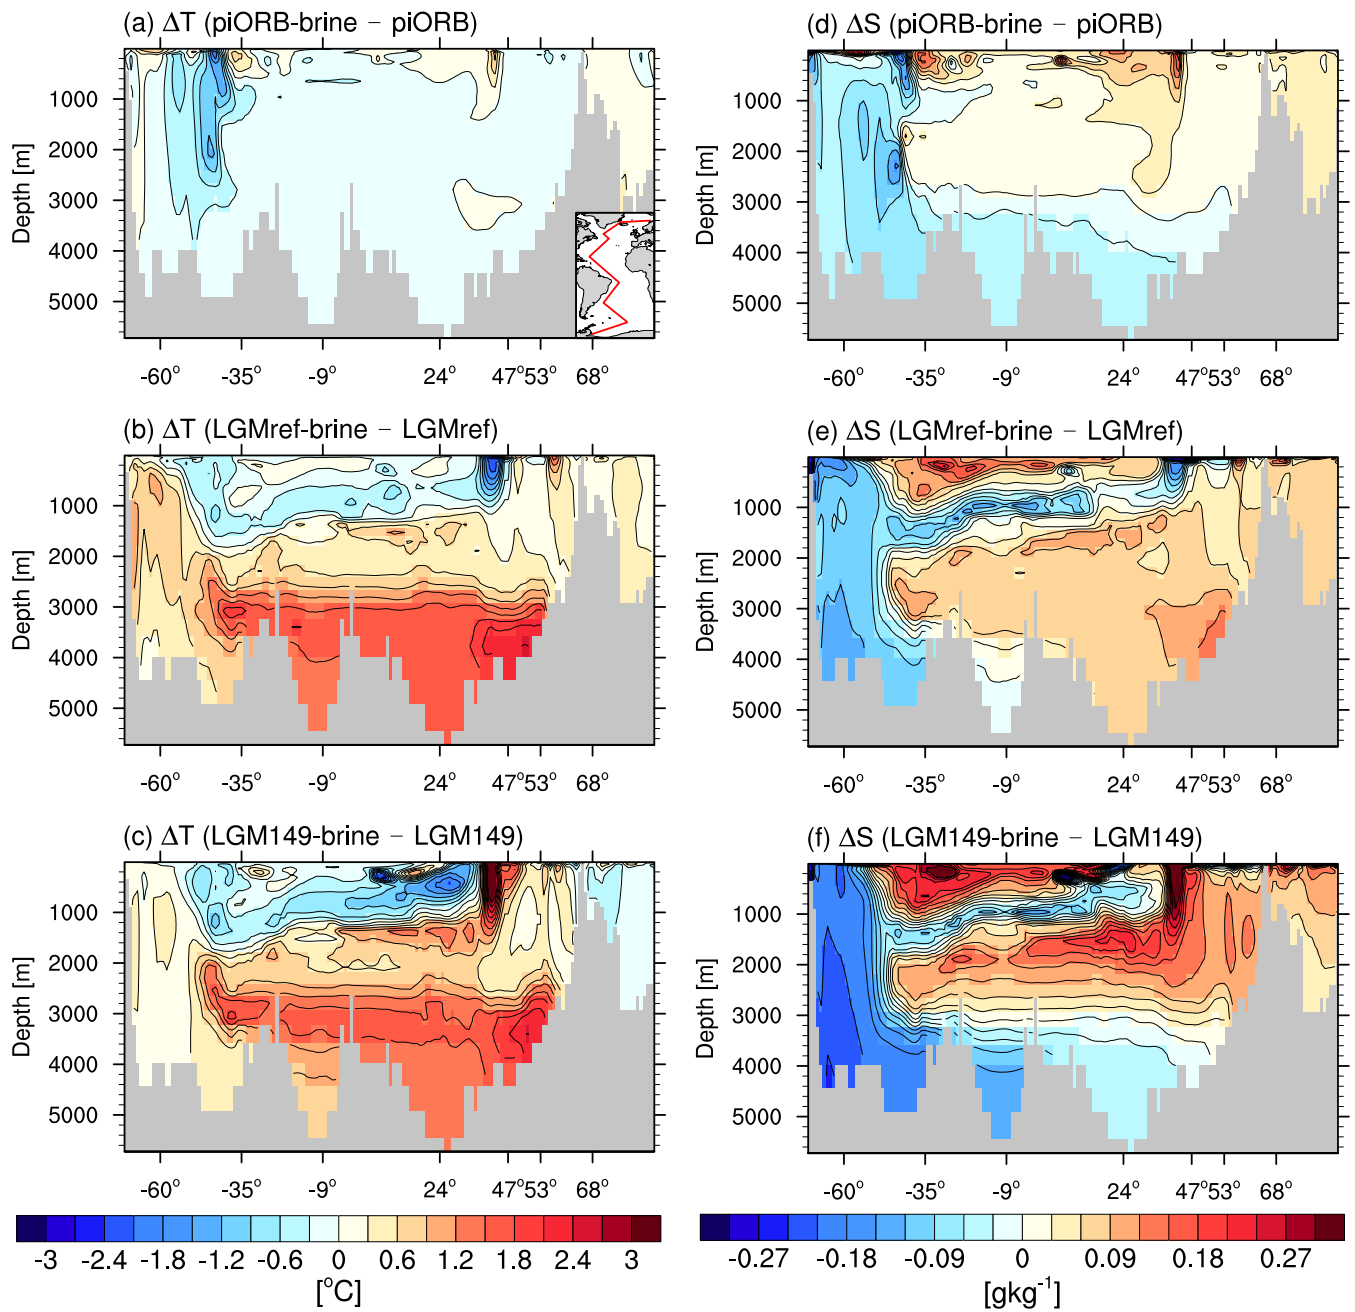 (a) ΔT (piORB-brine − piORB)
Depth [m]
1000
2000
3000
4000
5000
-60° -35° -9° 24° 47° 53° 68°
(d) ΔS (piORB-brine − piORB)
Depth [m]
1000
2000
3000
4000
5000
-60° -35° -9° 24° 47° 53° 68°
(b) ΔT (LGMref-brine − LGMref)
Depth [m]
1000
2000
3000
4000
5000
-60° -35° -9° 24° 47° 53° 68°
(e) ΔS (LGMref-brine − LGMref)
Depth [m]
1000
2000
3000
4000
5000
-60° -35° -9° 24° 47° 53° 68°
(c) ΔT (LGM149-brine − LGM149)
Depth [m]
1000
2000
3000
4000
5000
-60° -35° -9° 24° 47° 53° 68°
(f) ΔS (LGM149-brine − LGM149)
Depth [m]
1000
2000
3000
4000
5000
-60° -35° -9° 24° 47° 53° 68°
-3 -2.4 -1.8 -1.2 -0.6 0 0.6 1.2 1.8 2.4 3
[°C]
-0.27 -0.18 -0.09 0 0.09 0.18 0.27
[gkg⁻¹]